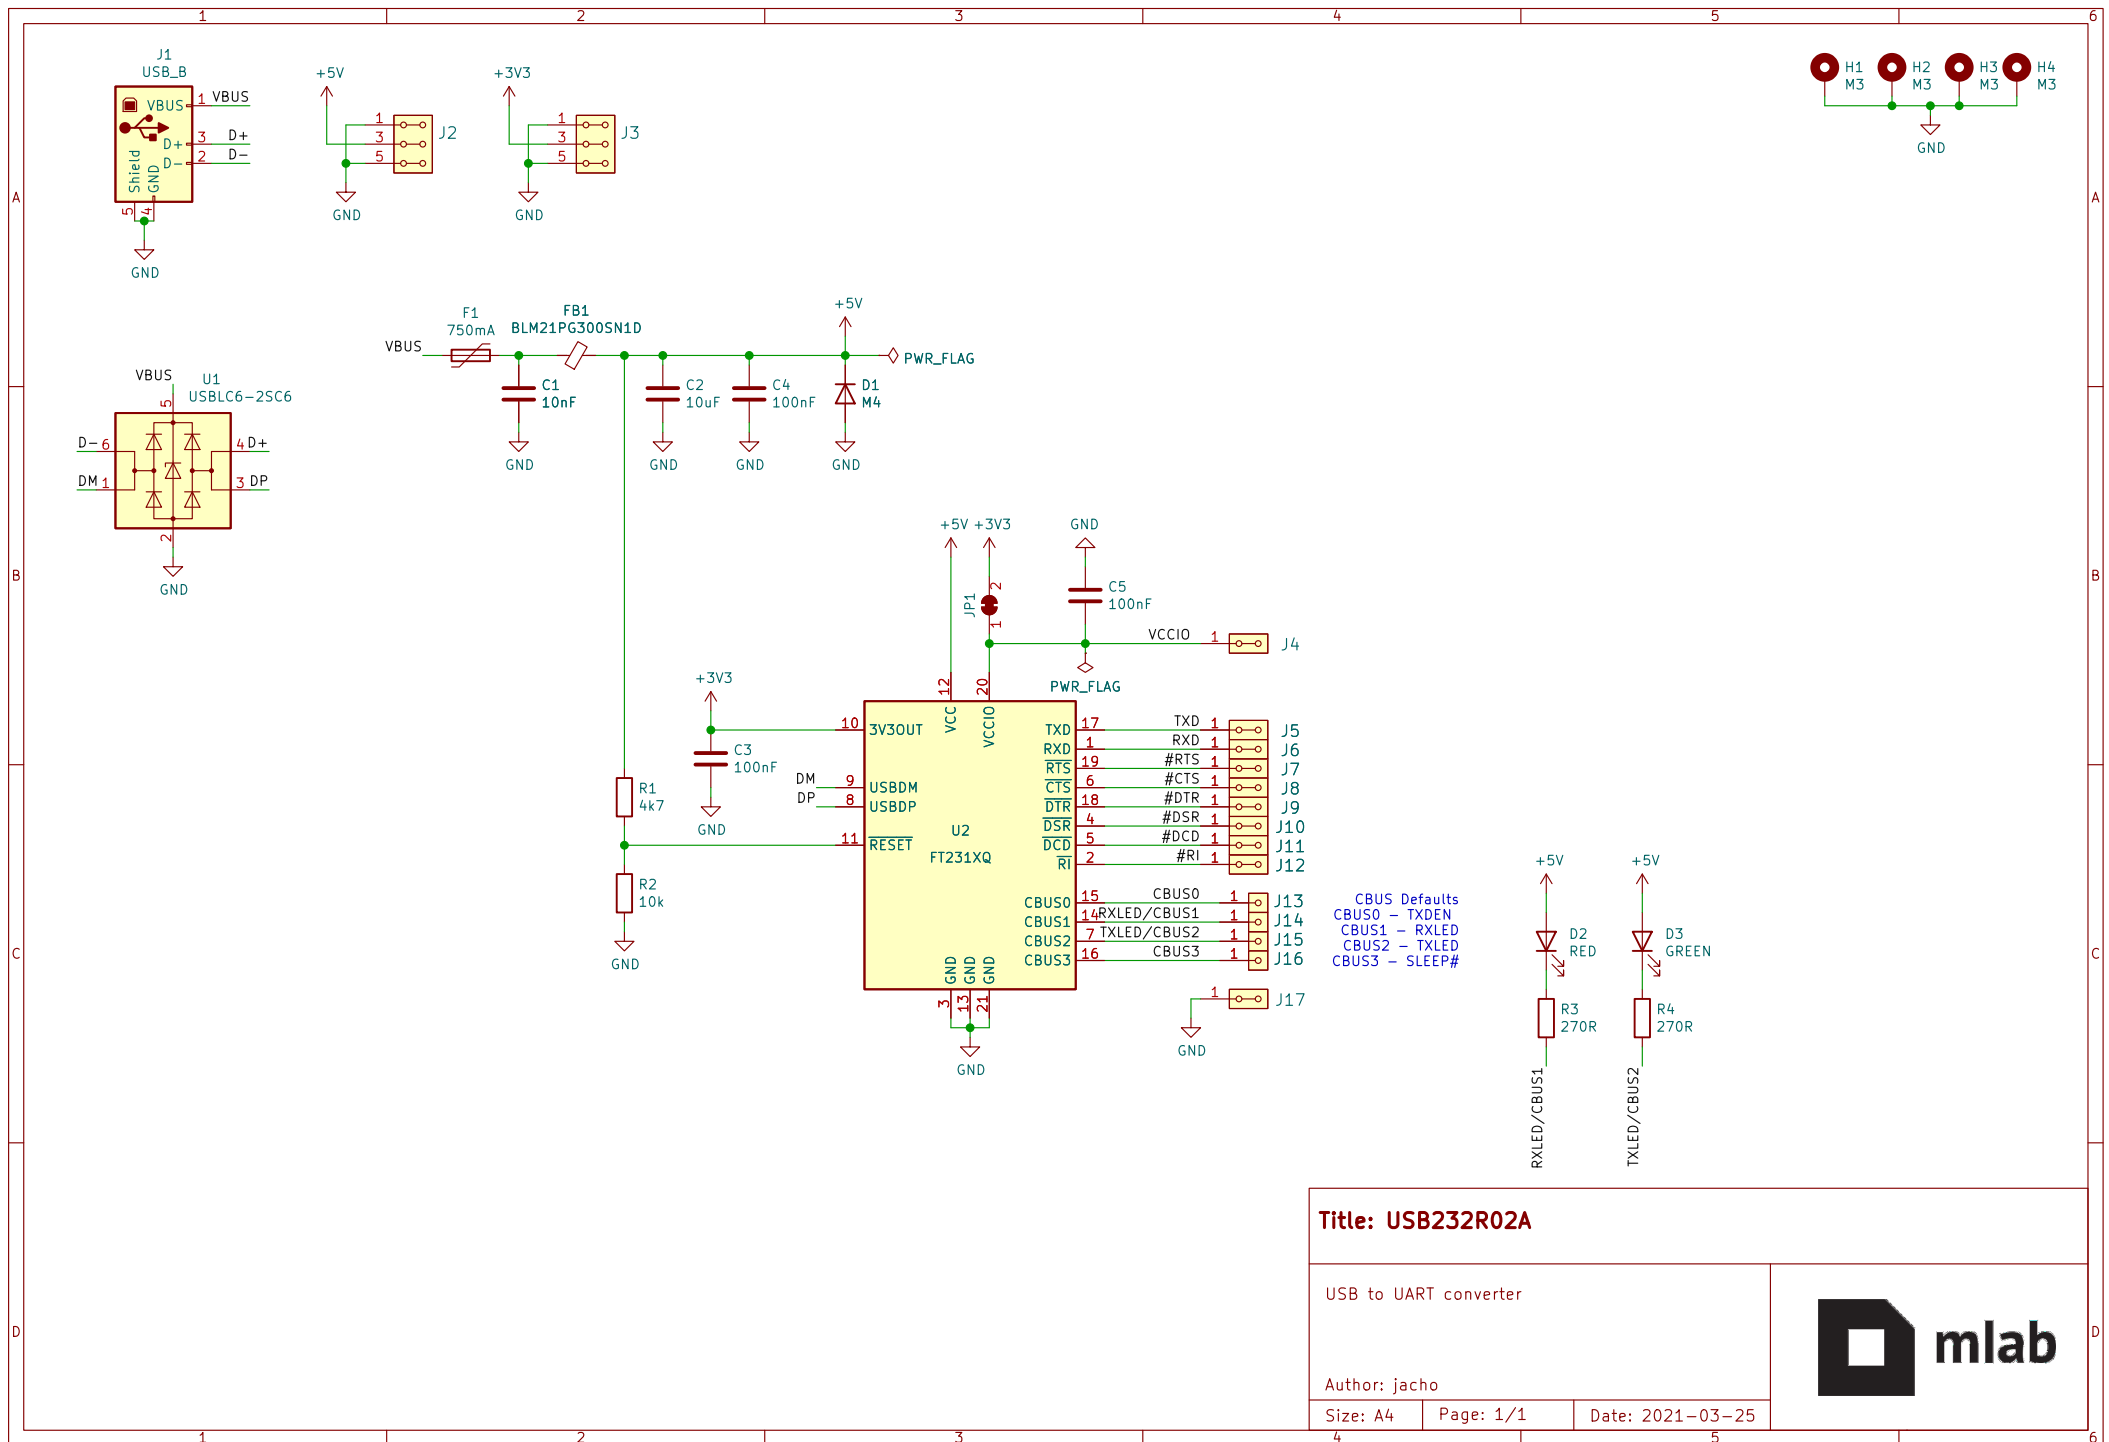 1 2 3 4 5 6
J1
USB_B
VBUS 1 VBUS
D+ 3 D+
D- 2 D-
Shield
GND
5 4
GND
+5V
1
3
5
J2
GND
+3V3
1
3
5
J3
GND
H1
M3
H2
M3
H3
M3
H4
M3
GND
A
A
F1
750mA
VBUS
FB1
BLM21PG300SN1D
+5V
PWR_FLAG
C1
10nF
GND
C2
10uF
GND
C4
100nF
GND
D1
M4
GND
VBUS
U1
USBLC6-2SC6
5
D- 6
4 D+
DM 1
3 DP
2
GND
B
B
+5V
+3V3
GND
JP1
2
1
C5
100nF
VCCIO
1
J4
PWR_FLAG
+3V3
C3
100nF
GND
R1
4k7
R2
10k
GND
12
VCC
20
VCCIO
10 3V3OUT
DM 9 USBDM
DP 8 USBDP
11 RESET
U2
FT231XQ
TXD 17 TXD 1 J5
RXD 1 RXD 1 J6
RTS 19 #RTS 1 J7
CTS 6 #CTS 1 J8
DTR 18 #DTR 1 J9
DSR 4 #DSR 1 J10
DCD 5 #DCD 1 J11
RI 2 #RI 1 J12
CBUS0 15 CBUS0 1 J13
CBUS1 14 RXLED/CBUS1 1 J14
CBUS2 7 TXLED/CBUS2 1 J15
CBUS3 16 CBUS3 1 J16
GND GND GND
3 13 21
GND
1 J17
GND
CBUS Defaults
CBUS0 - TXDEN
CBUS1 - RXLED
CBUS2 - TXLED
CBUS3 - SLEEP#
+5V
D2
RED
R3
270R
RXLED/CBUS1
+5V
D3
GREEN
R4
270R
TXLED/CBUS2
C
C
Title: USB232R02A
USB to UART converter
Author: jacho
Size: A4
Page: 1/1
Date: 2021-03-25
mlab
D
D
1 2 3 4 5 6